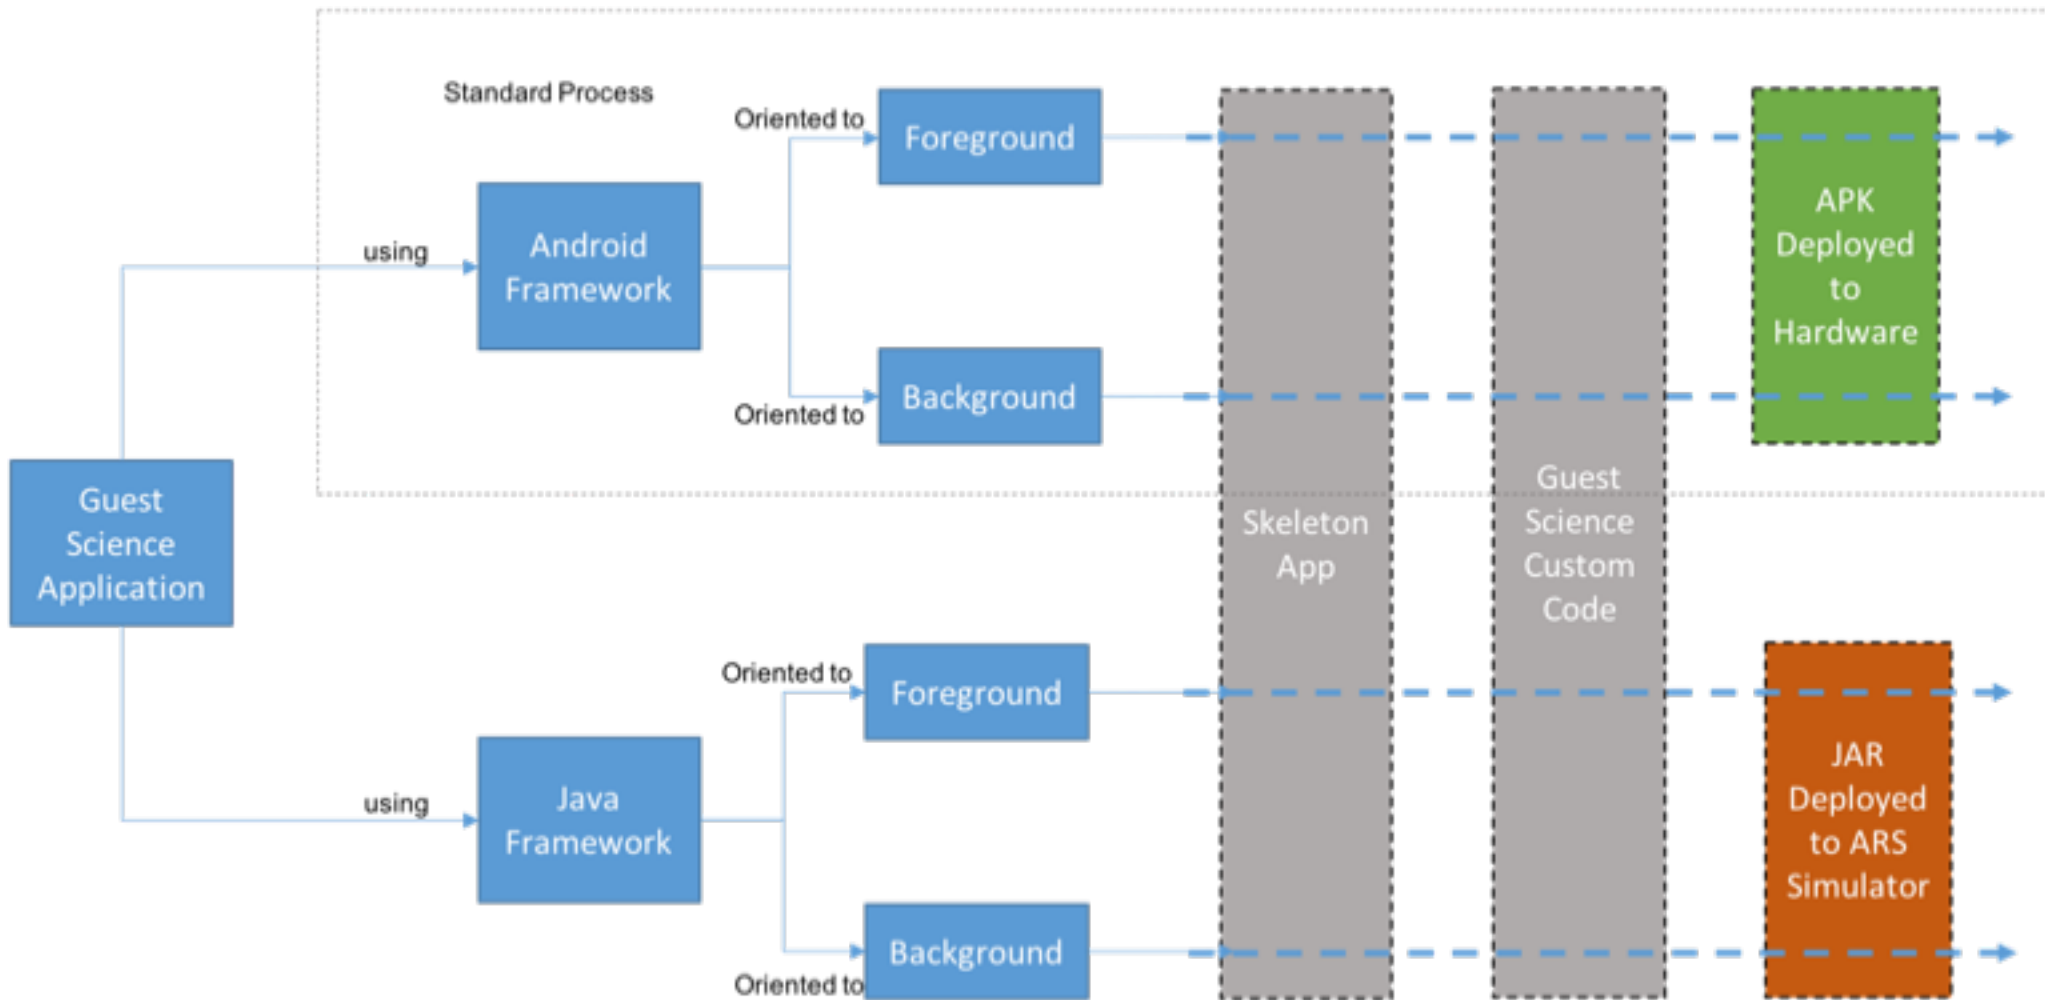 Standard Process
Oriented to
Foreground
using
Android
Framework
Oriented to
Background
APK
Deployed
to
Hardware
Guest
Science
Application
Skeleton
App
Guest
Science
Custom
Code
Oriented to
Foreground
using
Java
Framework
Oriented to
Background
JAR
Deployed
to ARS
Simulator